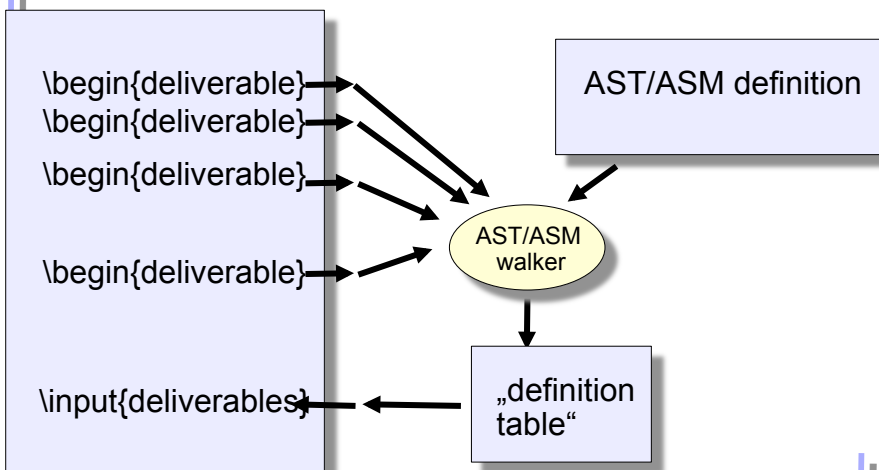 \begin{deliverable}
\begin{deliverable}
\begin{deliverable}
\begin{deliverable}
\input{deliverables}
AST/ASM definition
AST/ASM
walker
„definition
table“